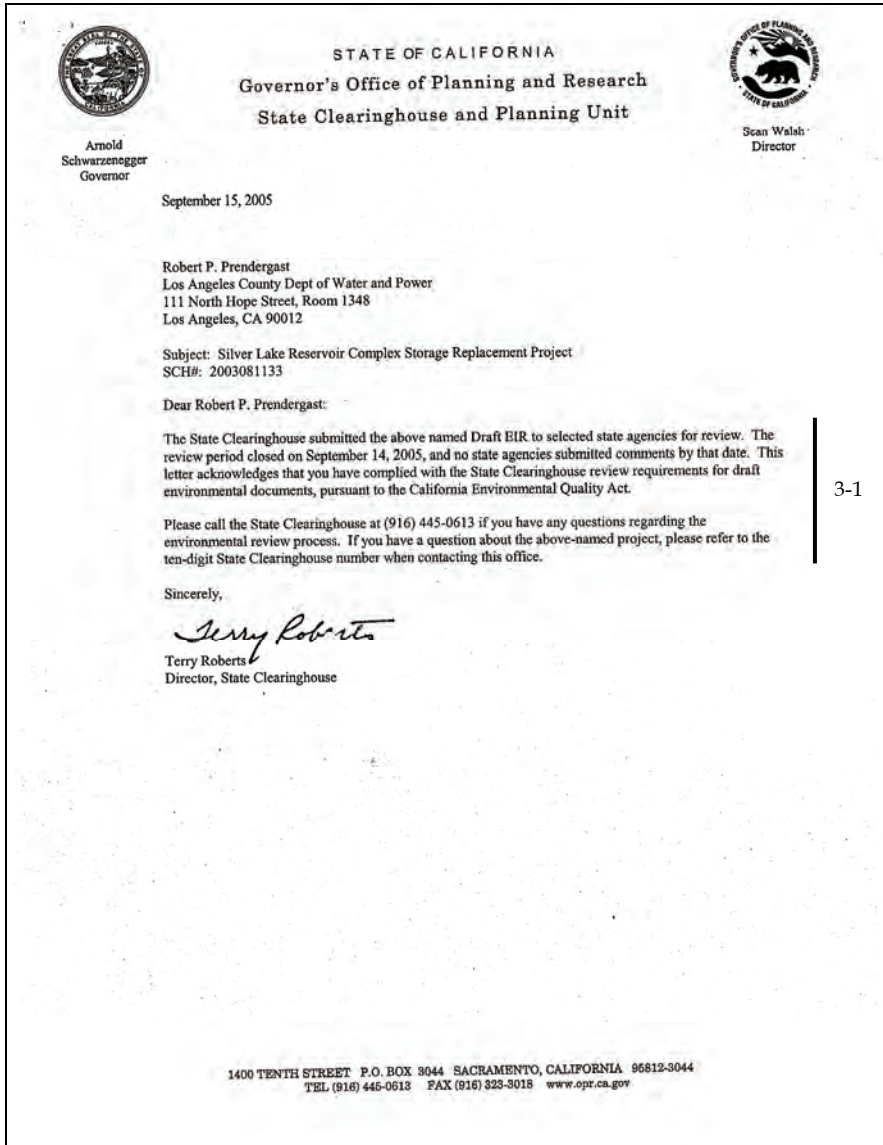 STATE OF CALIFORNIA
Governor's Office of Planning and Research
State Clearinghouse and Planning Unit
Arnold
Schwarzenegger
Governor
Sean Walsh
Director
September 15, 2005
Robert P. Prendergast
Los Angeles County Dept of Water and Power
111 North Hope Street, Room 1348
Los Angeles, CA 90012
Subject: Silver Lake Reservoir Complex Storage Replacement Project
SCH#: 2003081133
Dear Robert P. Prendergast:
The State Clearinghouse submitted the above named Draft EIR to selected state agencies for review. The
review period closed on September 14, 2005, and no state agencies submitted comments by that date. This
letter acknowledges that you have complied with the State Clearinghouse review requirements for draft
environmental documents, pursuant to the California Environmental Quality Act.
3-1
Please call the State Clearinghouse at (916) 445-0613 if you have any questions regarding the
environmental review process. If you have a question about the above-named project, please refer to the
ten-digit State Clearinghouse number when contacting this office.
Sincerely,
Terry Roberts
Terry Roberts
Director, State Clearinghouse
1400 TENTH STREET P.O. BOX 3044 SACRAMENTO, CALIFORNIA 95812-3044
TEL (916) 445-0613 FAX (916) 323-3018 www.opr.ca.gov